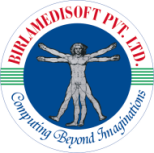 BIRLAMEDISOFT PVT. LTD.
Computing Beyond Imaginations